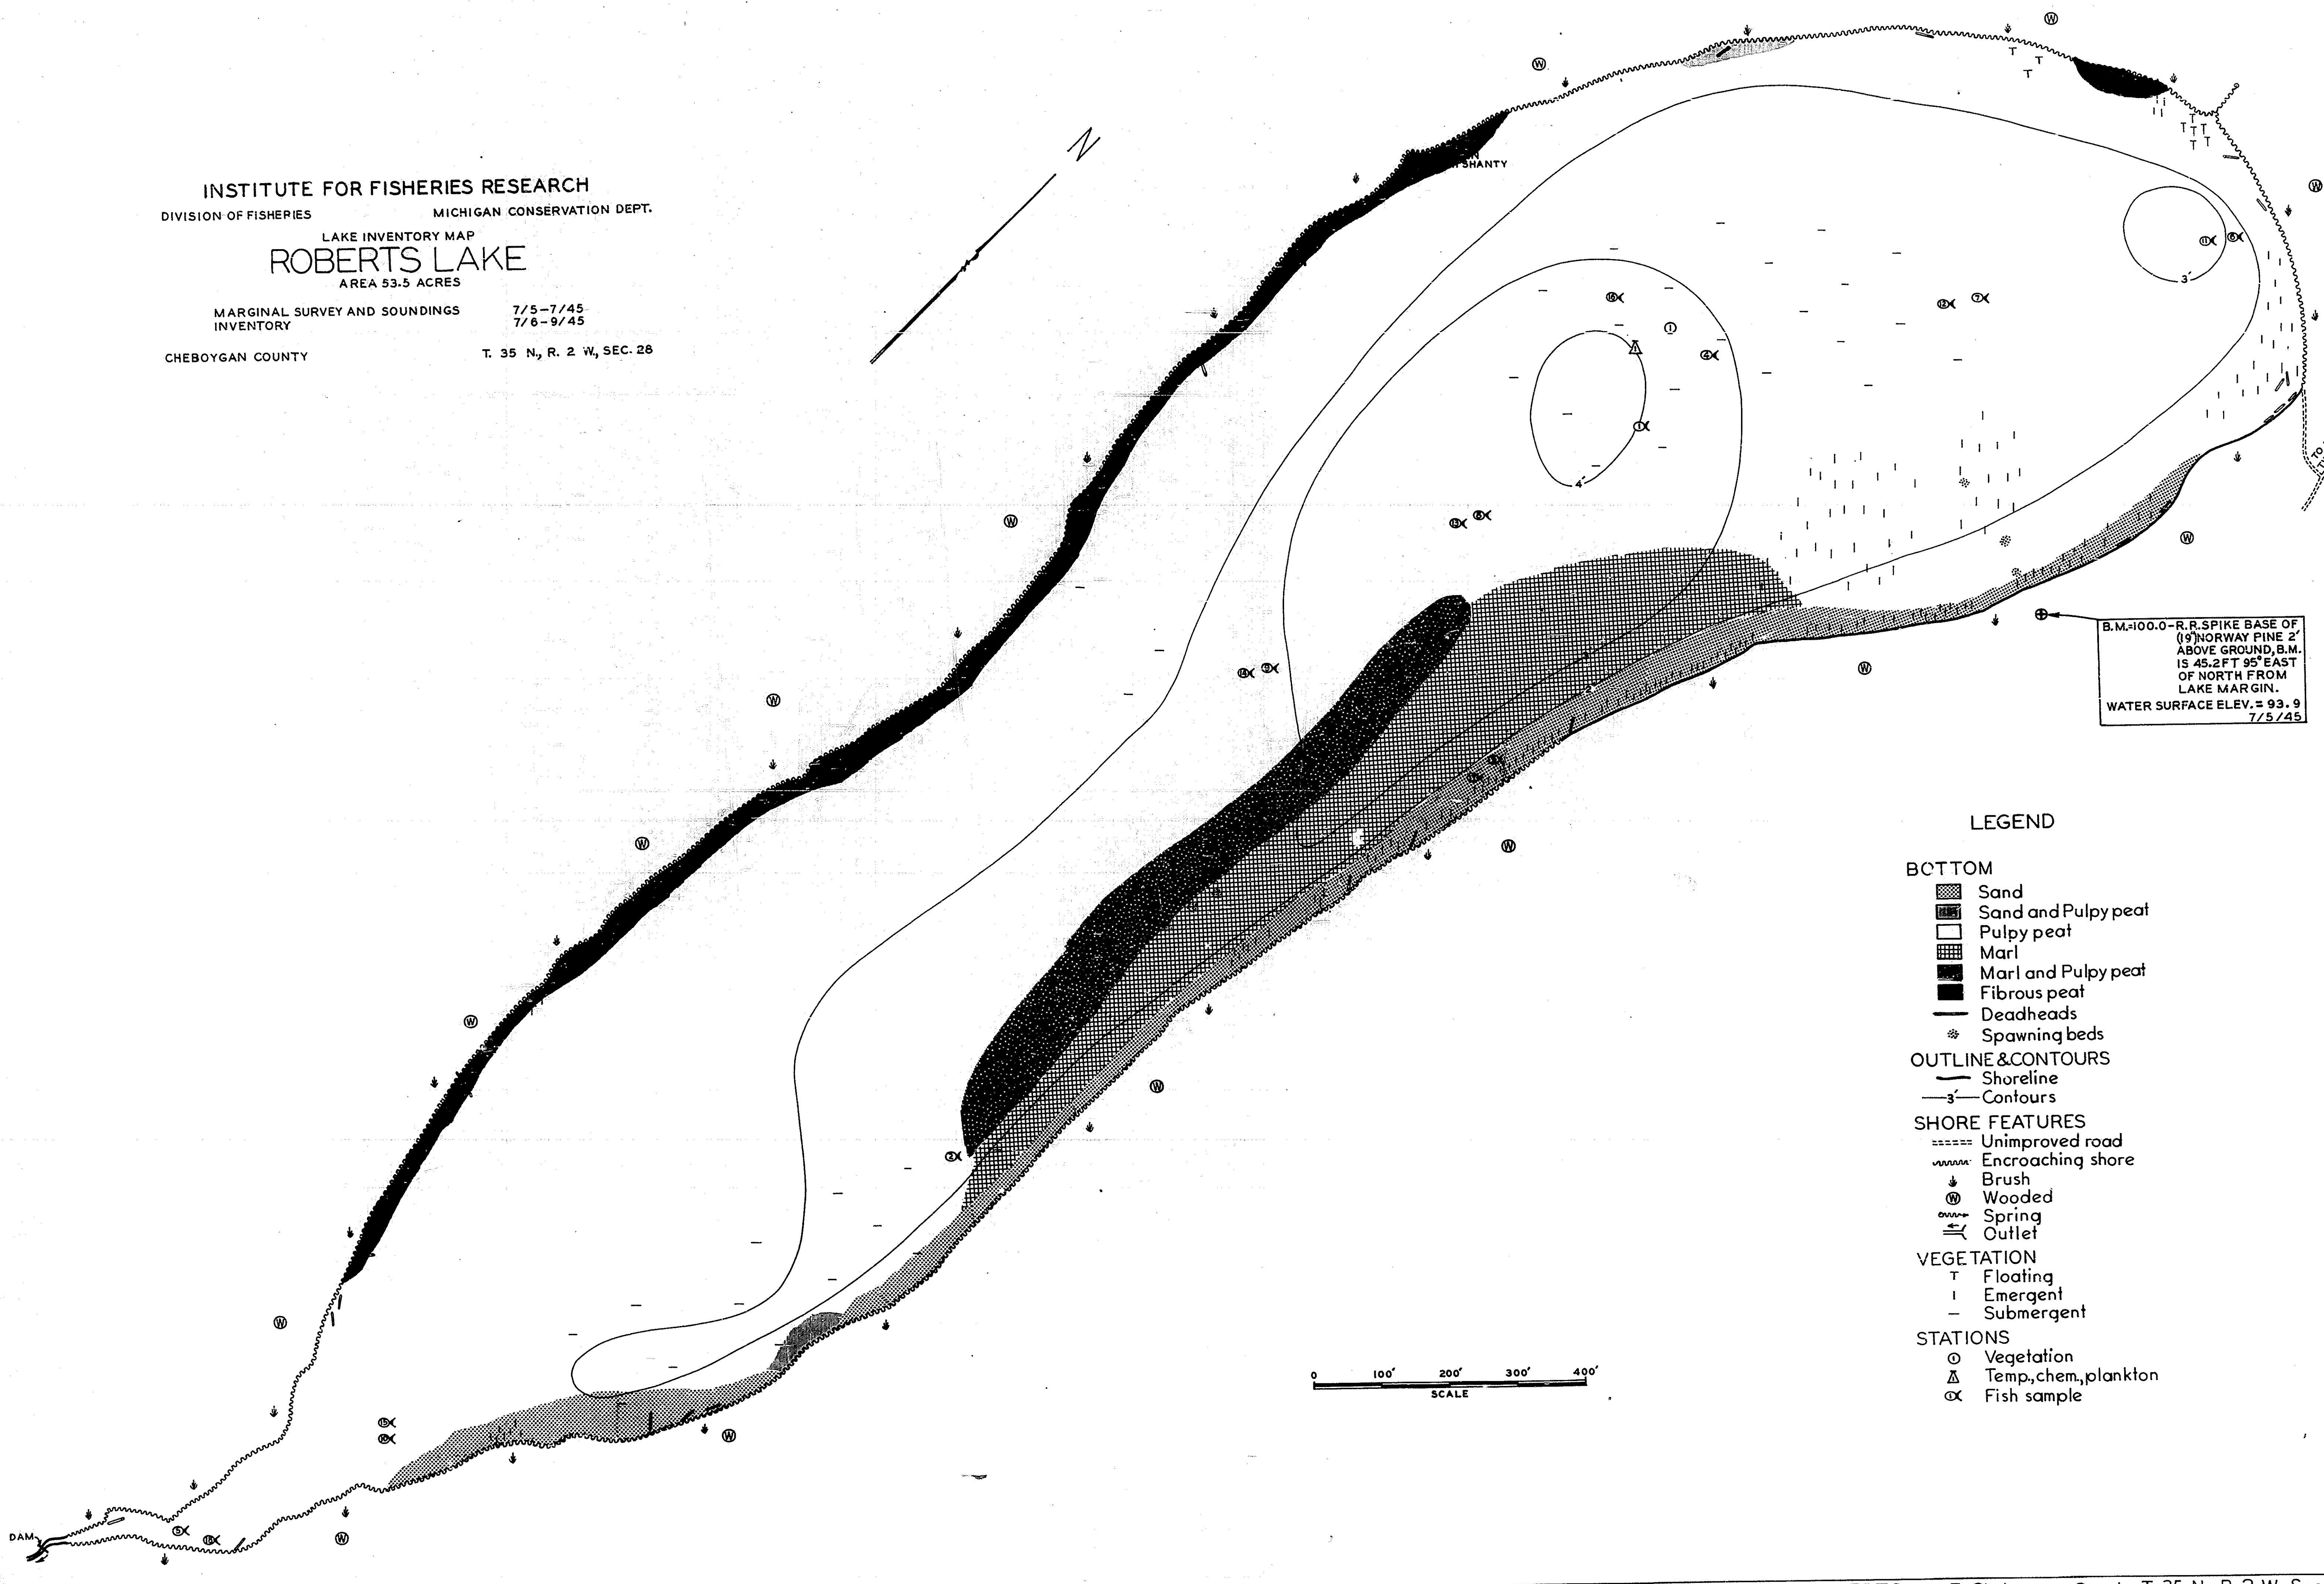 INSTITUTE FOR FISHERIES RESEARCH
DIVISION OF FISHERIES MICHIGAN CONSERVATION DEPT.
LAKE INVENTORY MAP
ROBERTS LAKE
AREA 53.5 ACRES
MARGINAL SURVEY AND SOUNDINGS 7/5-7/45
INVENTORY 7/6-9/45
CHEBOYGAN COUNTY T. 35 N., R. 2 W., SEC. 28
N
SHANTY
3'
4'
2'
B.M.=100.0-R.R. SPIKE BASE OF
(19")NORWAY PINE 2'
ABOVE GROUND, B.M.
IS 45.2FT 95° EAST
OF NORTH FROM
LAKE MARGIN.
WATER SURFACE ELEV.= 93.9
7/5/45
TO
LEGEND
BOTTOM
Sand
Sand and Pulpy peat
Pulpy peat
Marl
Marl and Pulpy peat
Fibrous peat
Deadheads
Spawning beds
OUTLINE & CONTOURS
Shoreline
3' Contours
SHORE FEATURES
Unimproved road
Encroaching shore
Brush
W Wooded
Spring
Outlet
VEGETATION
T Floating
I Emergent
– Submergent
STATIONS
1 Vegetation
1 Temp., chem., plankton
1 Fish sample
0 100' 200' 300' 400'
SCALE
DAM